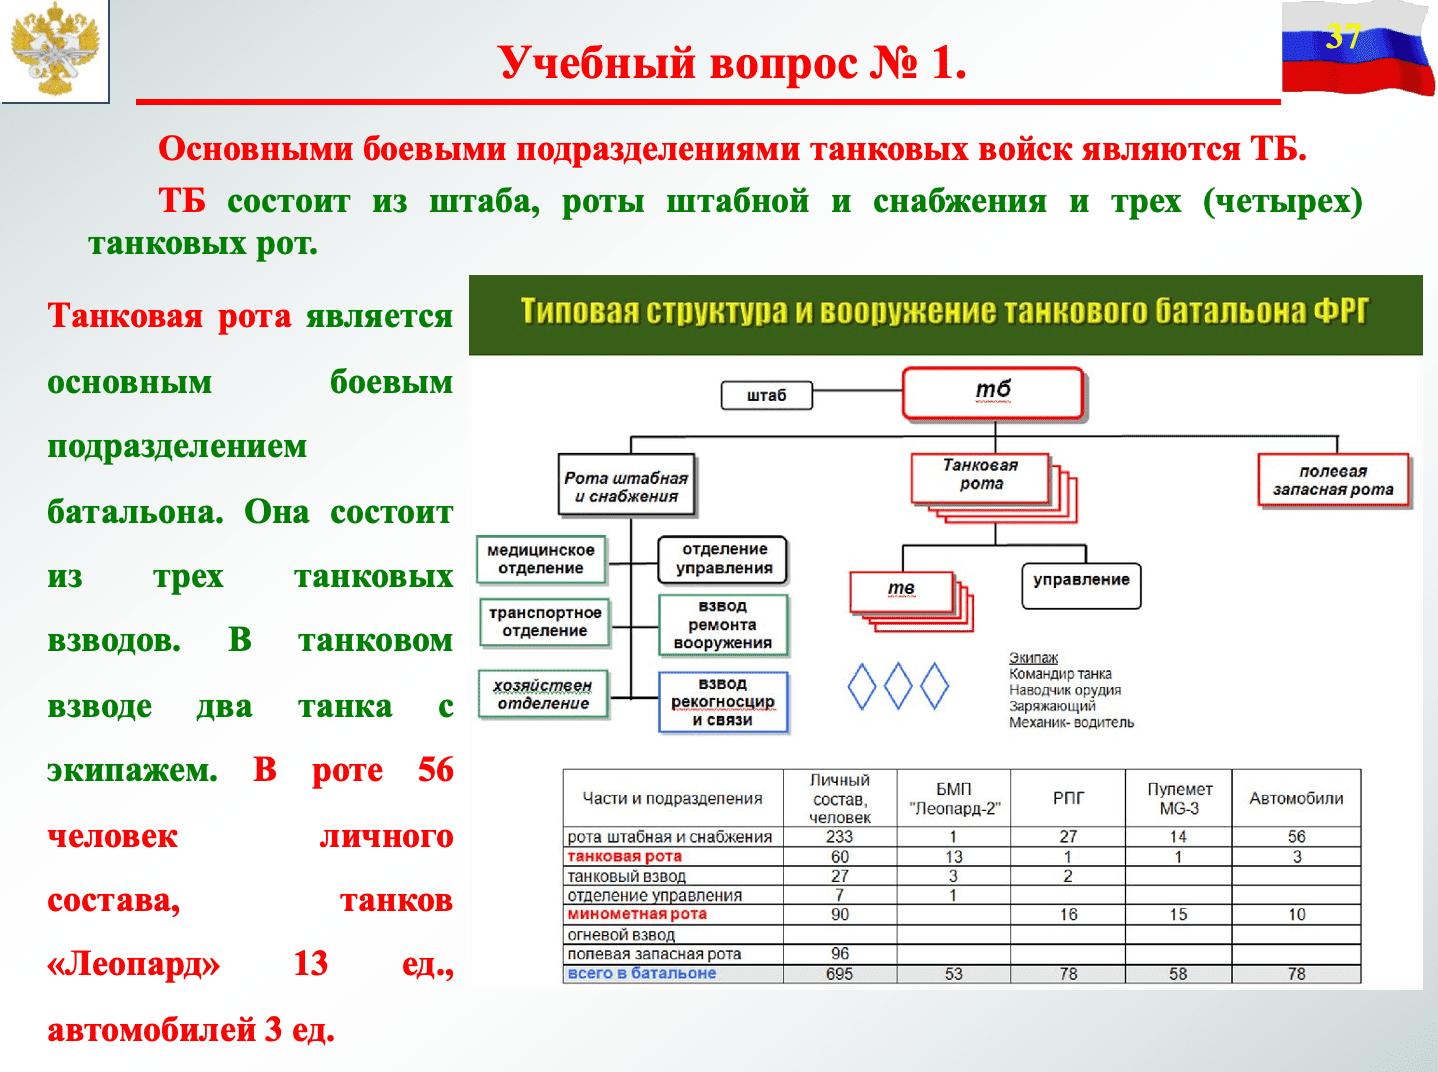 37
Учебный вопрос № 1.
Основными боевыми подразделениями танковых войск являются ТБ.
ТБ состоит из штаба, роты штабной и снабжения и трех (четырех)
танковых рот.
Танковая рота является
основным боевым
подразделением
батальона. Она состоит
из трех танковых
взводов. В танковом
взводе два танка с
экипажем. В роте 56
человек личного
состава, танков
«Леопард» 13 ед.,
автомобилей 3 ед.
Типовая структура и вооружение танкового батальона ФРГ
штаб
тб
Рота штабная
и снабжения
Танковая
рота
полевая
запасная рота
медицинское
отделение
отделение
управления
транспортное
отделение
взвод
ремонта
вооружения
хозяйствен
отделение
взвод
рекогносцир
и связи
тв
управление
Экипаж
Командир танка
Наводчик орудия
Заряжающий
Механик- водитель
Части и подразделения Личный состав, человек БМП "Леопард-2" РПГ Пулемет MG-3 Автомобили
рота штабная и снабжения 233 1 27 14 56
танковая рота 60 13 1 1 3
танковый взвод 27 3 2
отделение управления 7 1
минометная рота 90 16 15 10
огневой взвод
полевая запасная рота 96
всего в батальоне 695 53 78 58 78